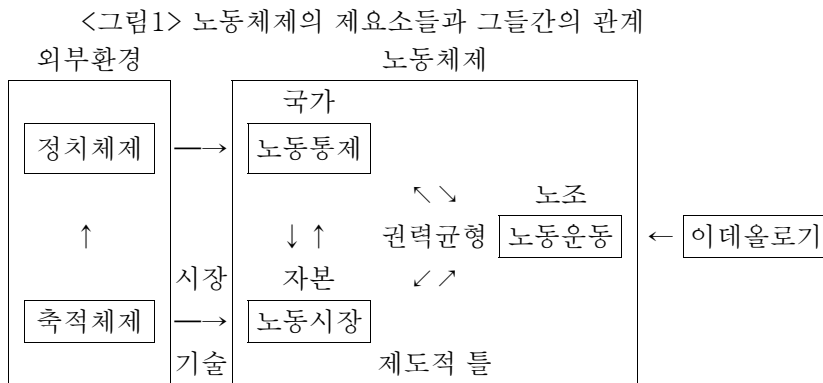 <그림1> 노동체제의 제요소들과 그들간의 관계
외부환경 노동체제
국가
정치체제 —→ 노동통제
↖↘ 노조
↑ ↓↑ 권력균형 노동운동 ← 이데올로기
시장 자본 ↙↗
축적체제 —→ 노동시장
기술 제도적 틀